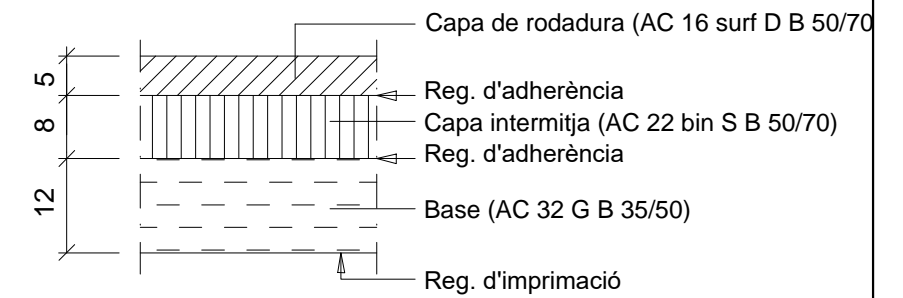 Capa de rodadura (AC 16 surf D B 50/70
5
Reg. d'adherència
8
Capa intermitja (AC 22 bin S B 50/70)
Reg. d'adherència
12
Base (AC 32 G B 35/50)
Reg. d'imprimació